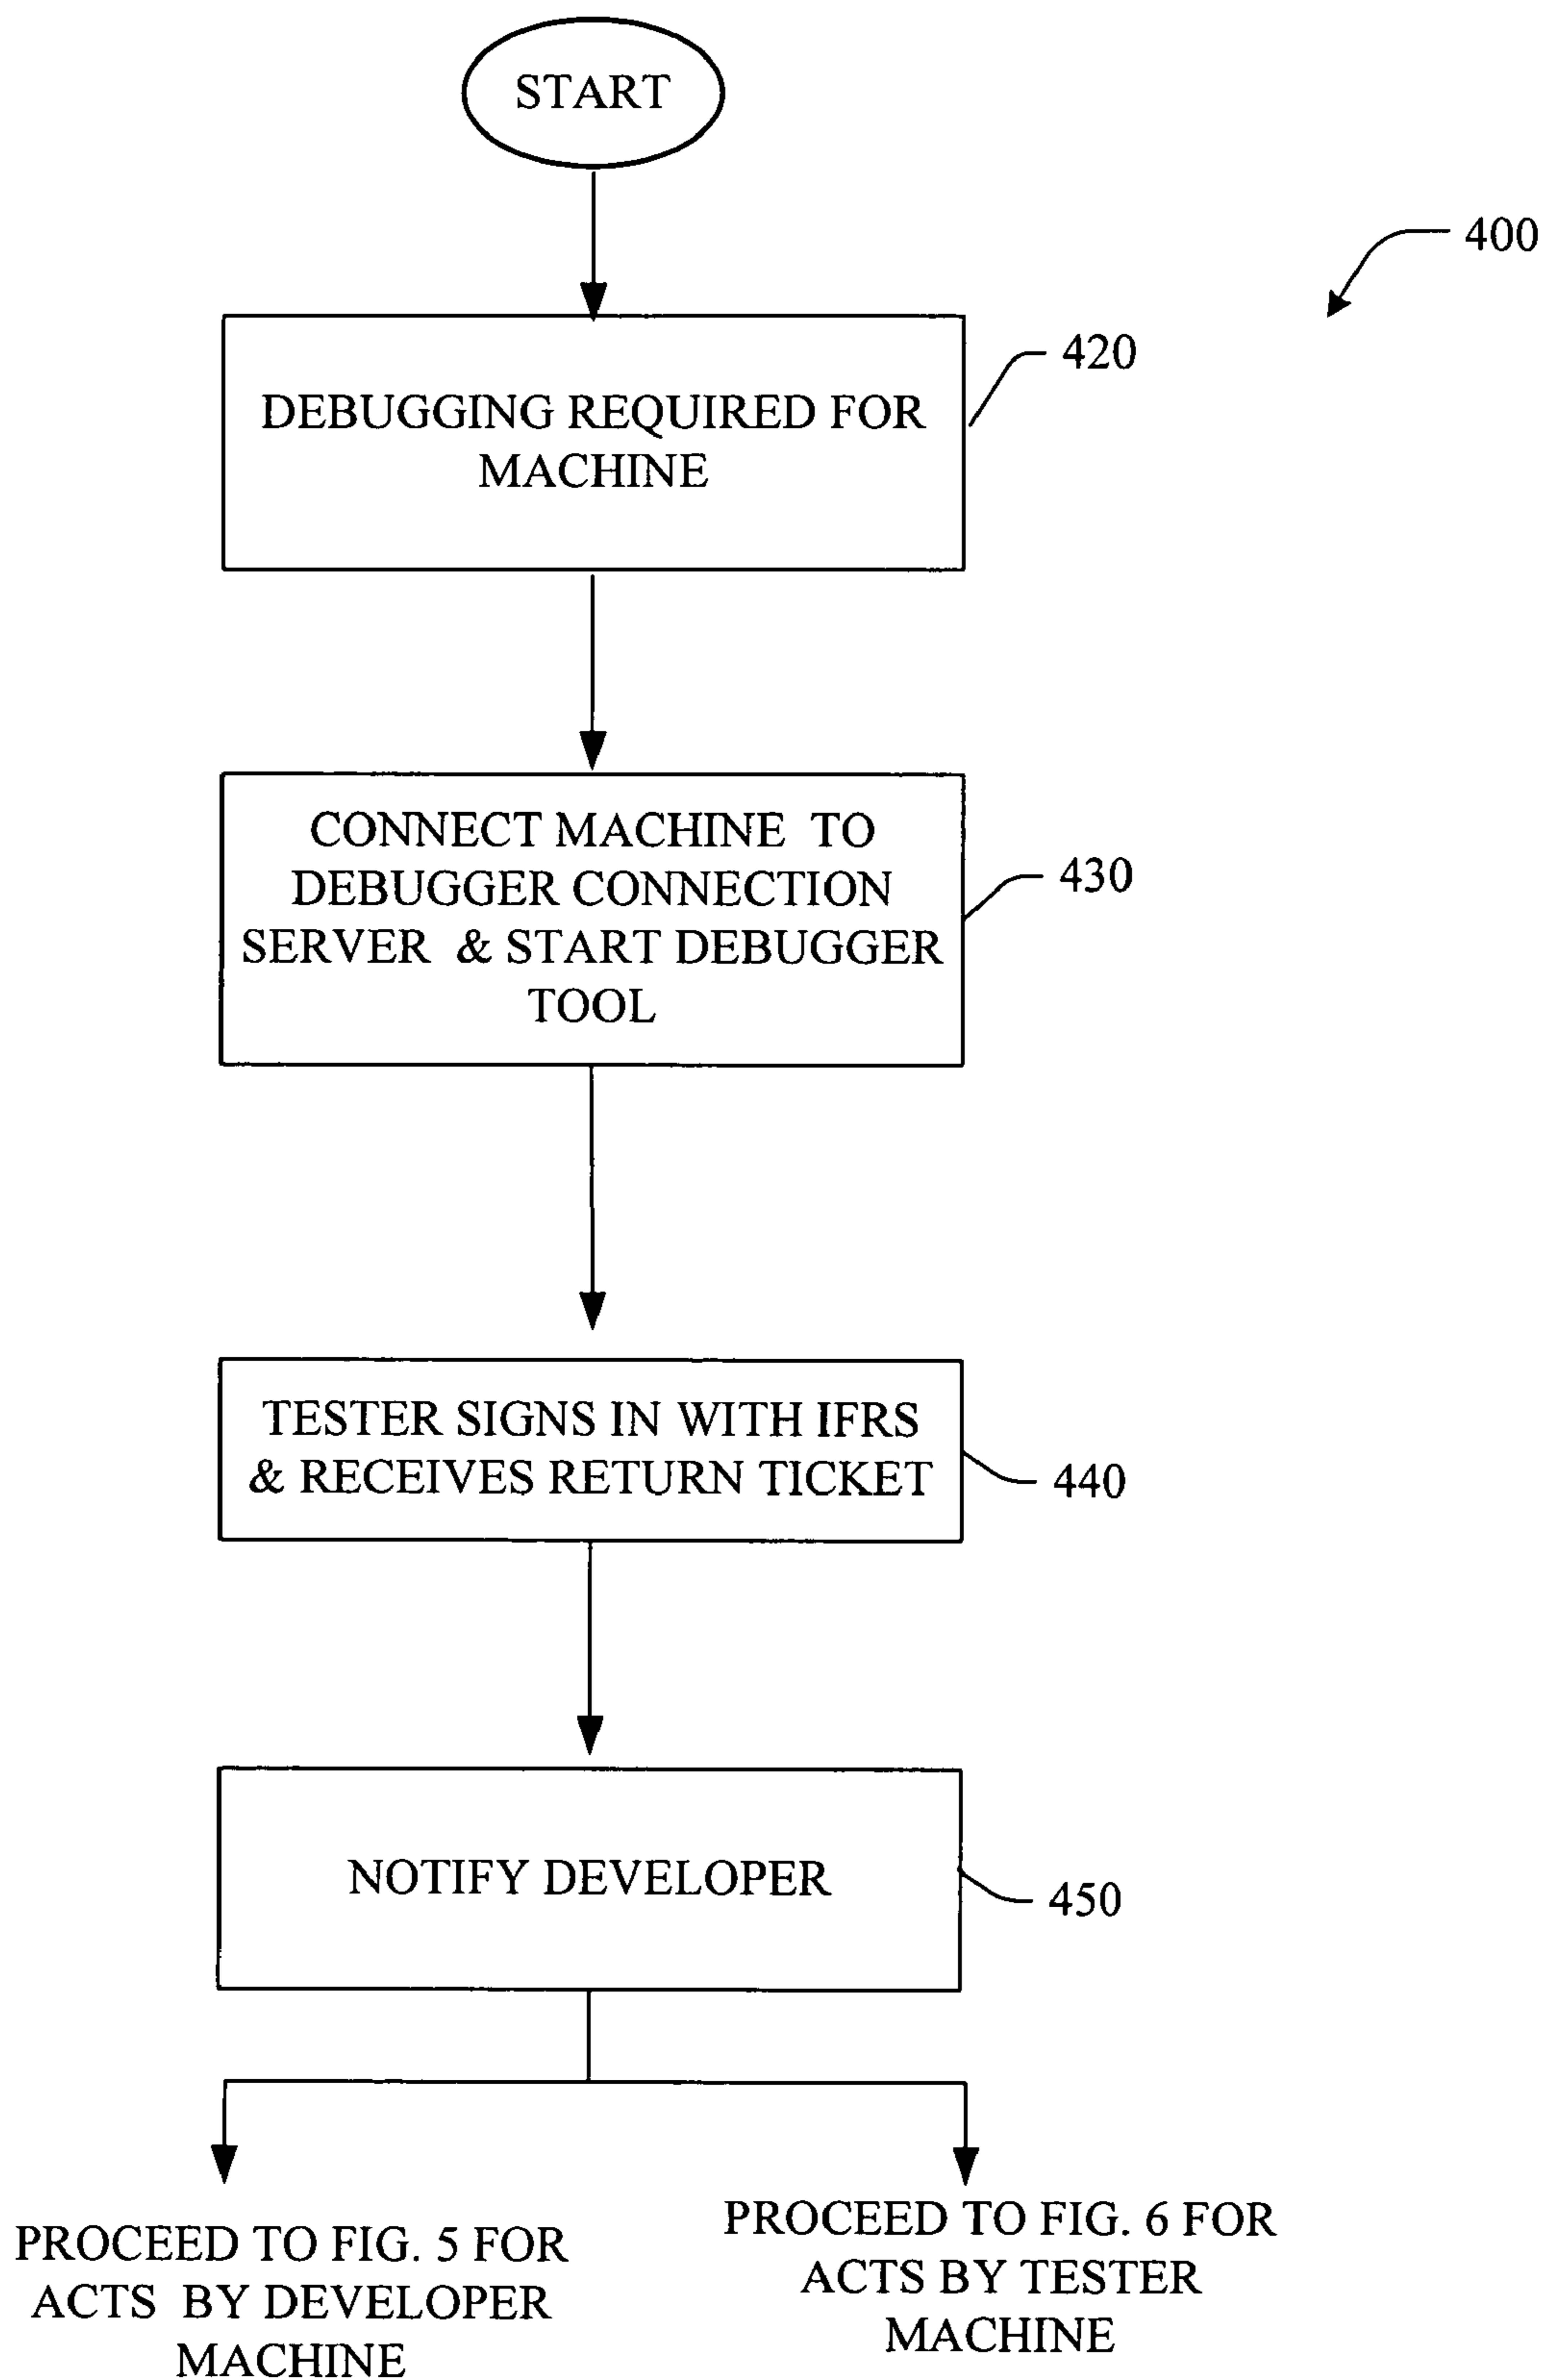 START
400
420
DEBUGGING REQUIRED FOR
MACHINE
CONNECT MACHINE TO
DEBUGGER CONNECTION
SERVER & START DEBUGGER
TOOL
430
TESTER SIGNS IN WITH IFRS
& RECEIVES RETURN TICKET
440
NOTIFY DEVELOPER
450
PROCEED TO FIG. 5 FOR
ACTS BY DEVELOPER
MACHINE
PROCEED TO FIG. 6 FOR
ACTS BY TESTER
MACHINE